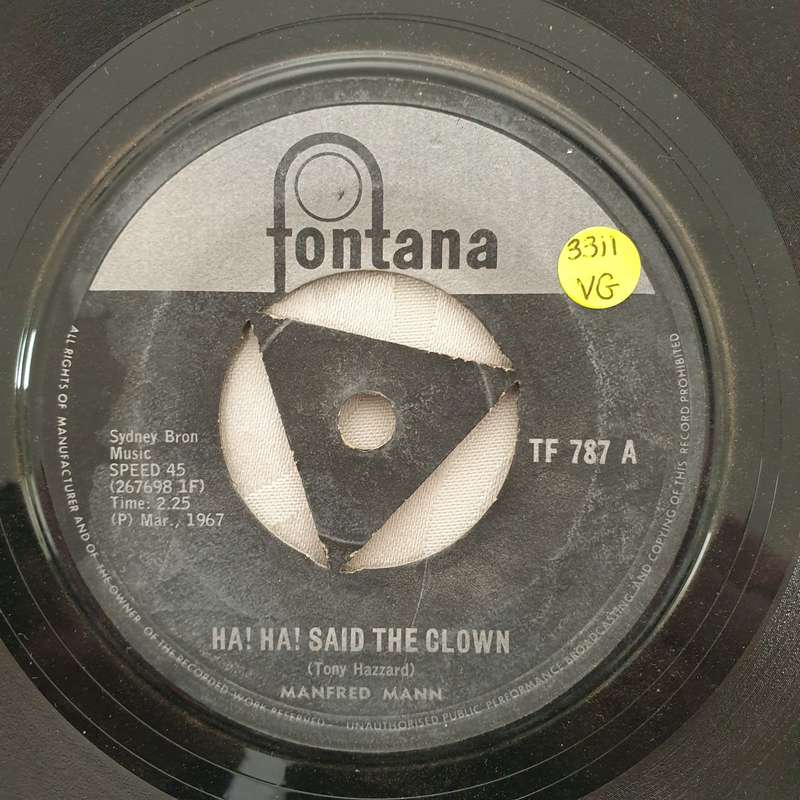 fontana
3311
VG
Sydney Bron
Music
SPEED 45
(267698 1F)
Time: 2.25
(P) Mar., 1967
TF 787 A
HA! HA! SAID THE CLOWN
(Tony Hazzard)
MANFRED MANN
ALL RIGHTS OF MANUFACTURER AND OF THE OWNER OF THE RECORDED WORK RESERVED UNAUTHORISED PUBLIC PERFORMANCE BROADCASTING AND COPYING OF THIS RECORD PROHIBITED